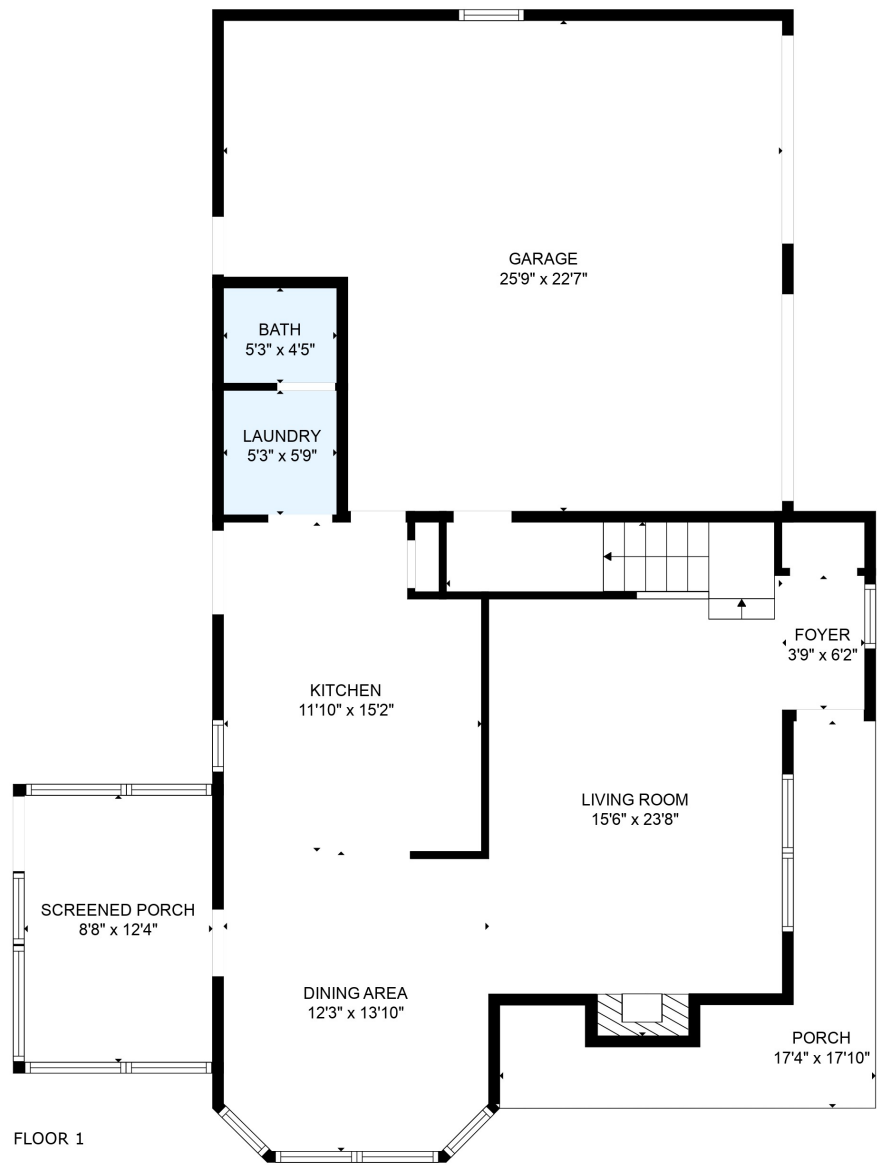 GARAGE
25'9" x 22'7"
BATH
5'3" x 4'5"
LAUNDRY
5'3" x 5'9"
FOYER
3'9" x 6'2"
KITCHEN
11'10" x 15'2"
LIVING ROOM
15'6" x 23'8"
SCREENED PORCH
8'8" x 12'4"
DINING AREA
12'3" x 13'10"
PORCH
17'4" x 17'10"
FLOOR 1